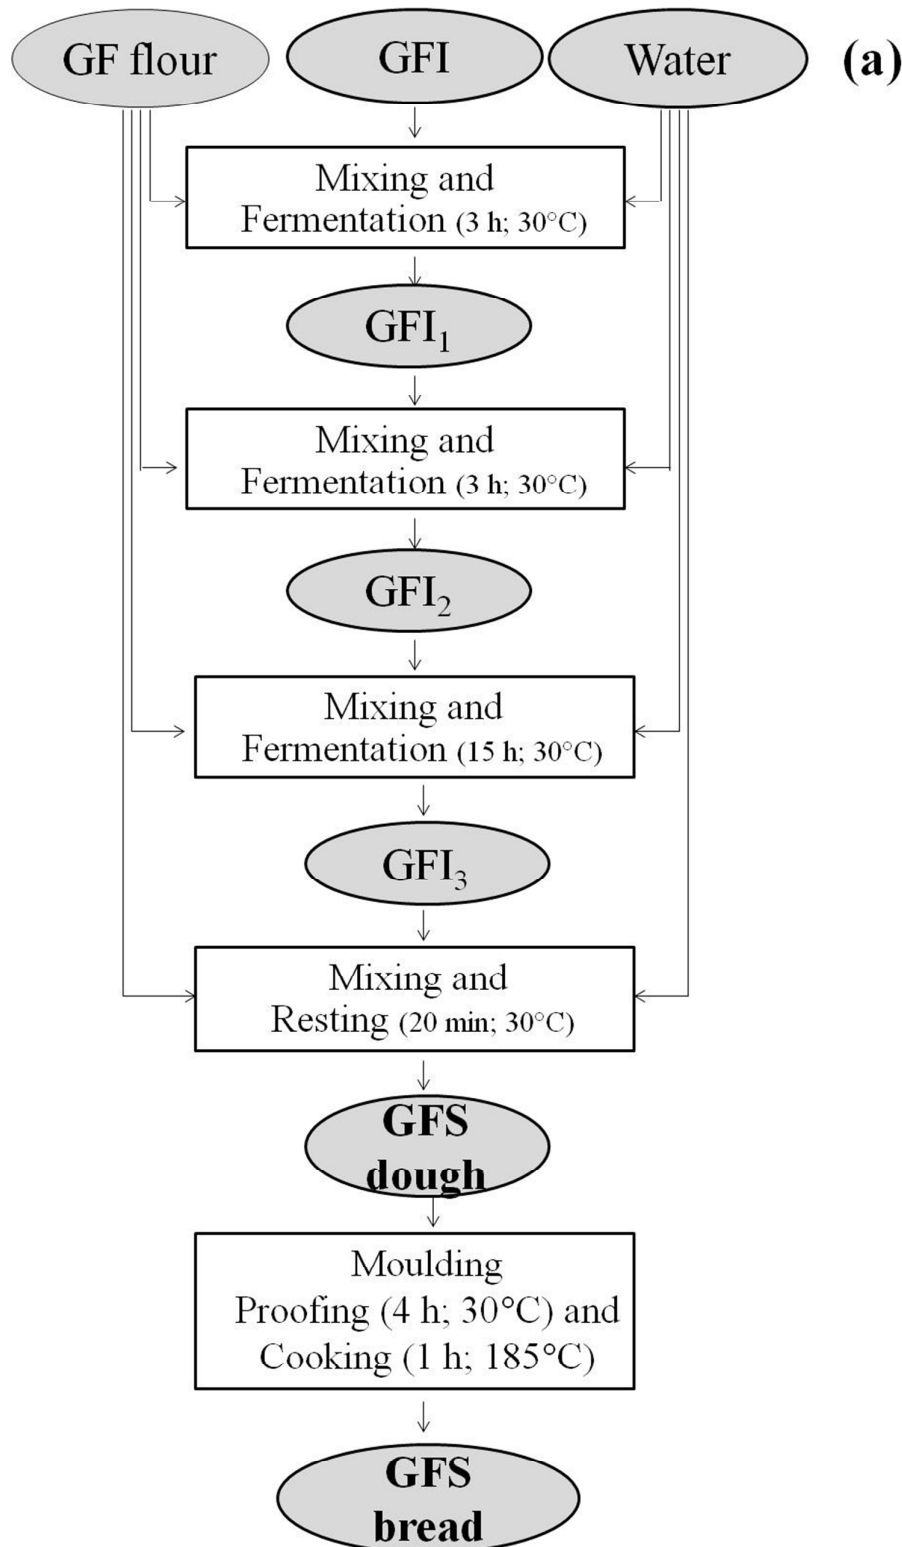 GF flour
GFI
Water
(a)
Mixing and
Fermentation (3 h; 30°C)
GFI₁
Mixing and
Fermentation (3 h; 30°C)
GFI₂
Mixing and
Fermentation (15 h; 30°C)
GFI₃
Mixing and
Resting (20 min; 30°C)
GFS
dough
Moulding
Proofing (4 h; 30°C) and
Cooking (1 h; 185°C)
GFS
bread